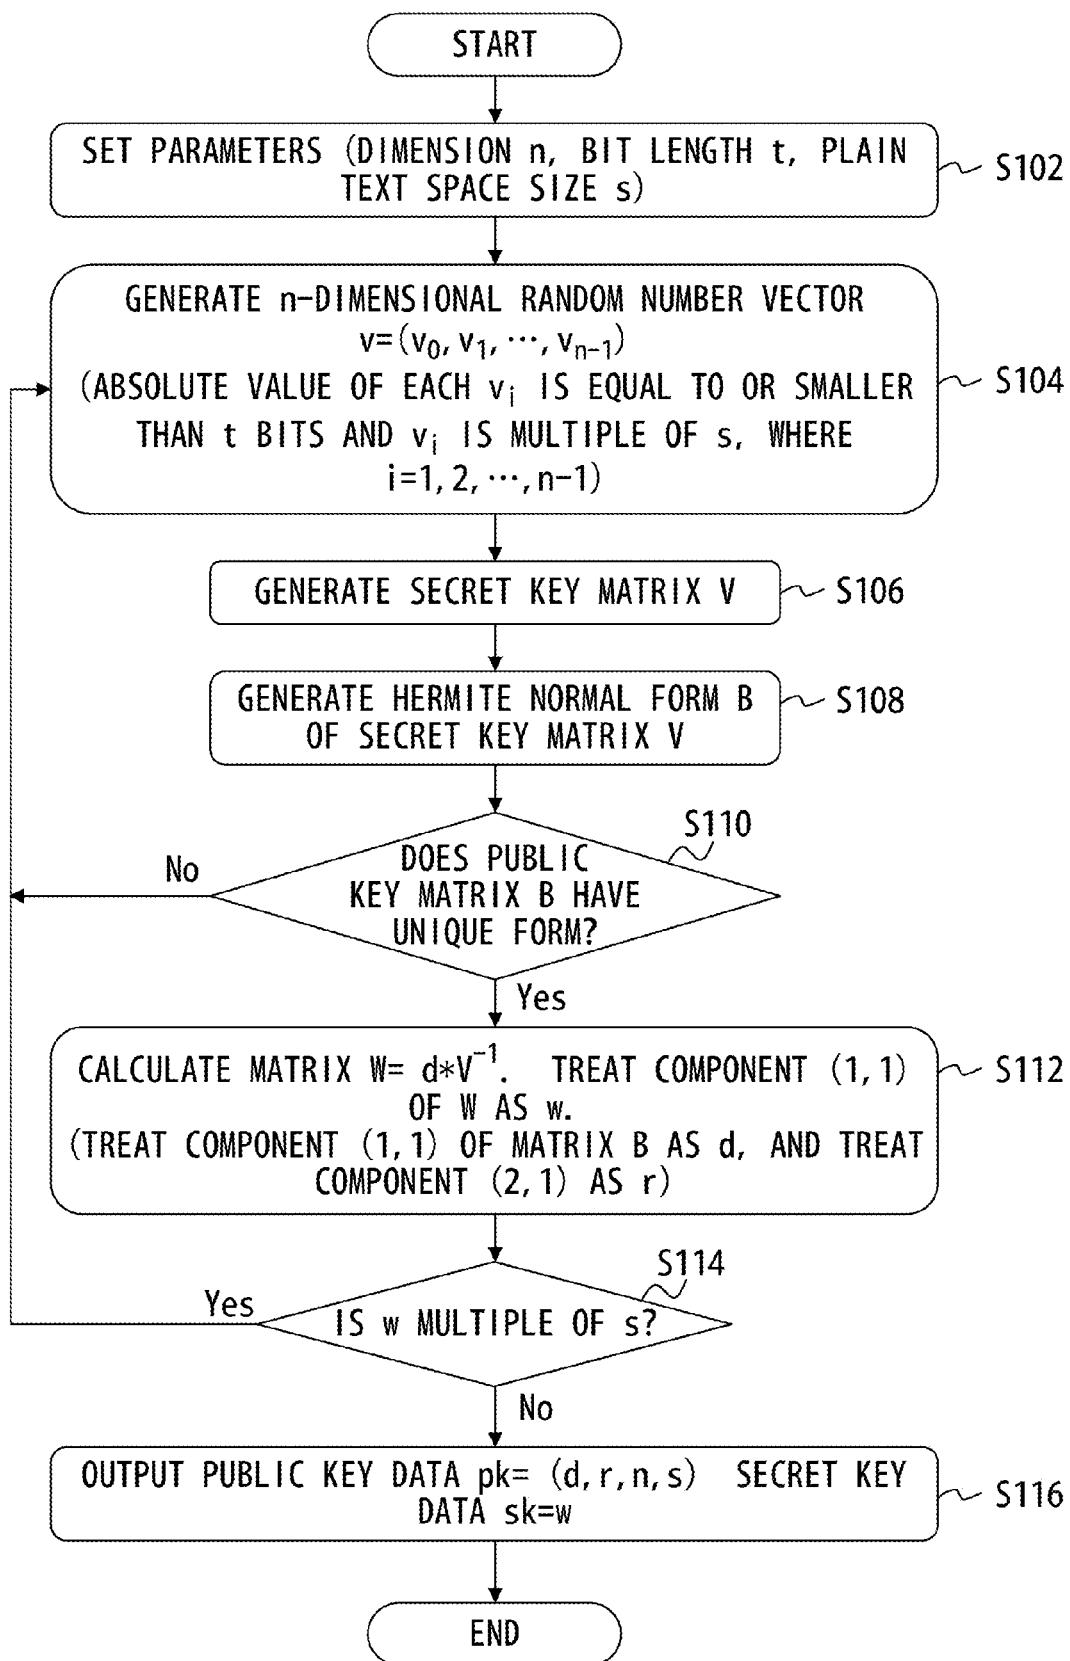 START
SET PARAMETERS (DIMENSION n, BIT LENGTH t, PLAIN
TEXT SPACE SIZE s)
S102
GENERATE n-DIMENSIONAL RANDOM NUMBER VECTOR
v=(v₀, v₁, ⋯, vₙ₋₁)
(ABSOLUTE VALUE OF EACH vᵢ IS EQUAL TO OR SMALLER
THAN t BITS AND vᵢ IS MULTIPLE OF s, WHERE
i=1, 2, ⋯, n-1)
S104
GENERATE SECRET KEY MATRIX V
S106
GENERATE HERMITE NORMAL FORM B
OF SECRET KEY MATRIX V
S108
S110
DOES PUBLIC
KEY MATRIX B HAVE
UNIQUE FORM?
No
Yes
CALCULATE MATRIX W= d*V⁻¹. TREAT COMPONENT (1, 1)
OF W AS w.
(TREAT COMPONENT (1, 1) OF MATRIX B AS d, AND TREAT
COMPONENT (2, 1) AS r)
S112
S114
IS w MULTIPLE OF s?
Yes
No
OUTPUT PUBLIC KEY DATA pk= (d, r, n, s) SECRET KEY
DATA sk=w
S116
END